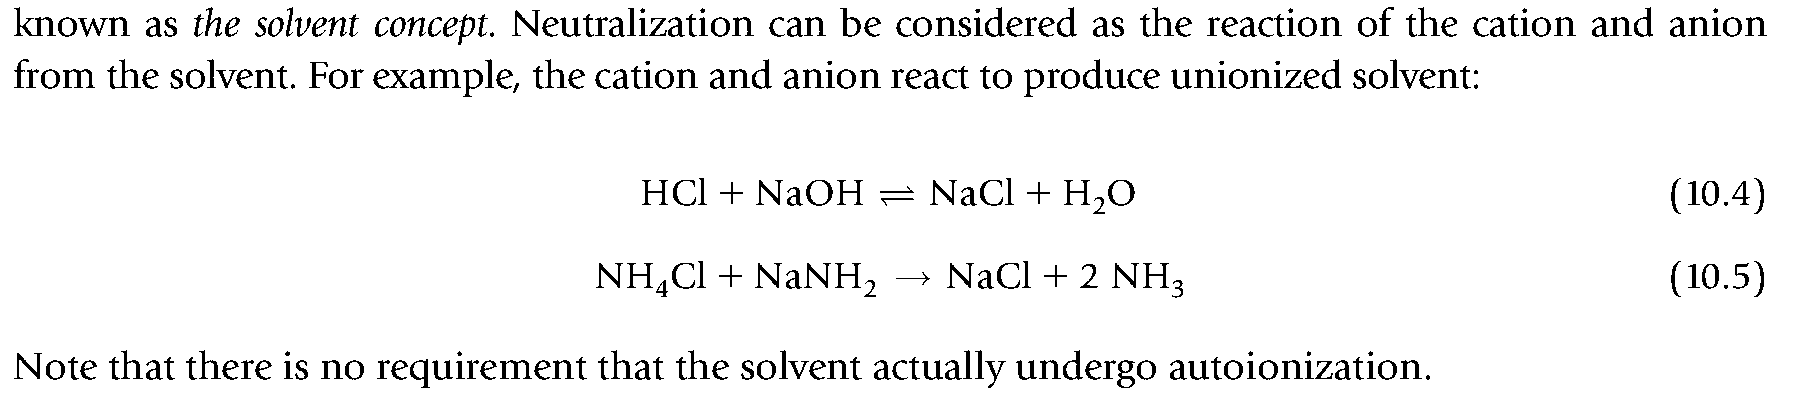 known as the solvent concept. Neutralization can be considered as the reaction of the cation and anion
from the solvent. For example, the cation and anion react to produce unionized solvent:
HCl + NaOH ⇌ NaCl + H₂O (10.4)
NH₄Cl + NaNH₂ → NaCl + 2 NH₃ (10.5)
Note that there is no requirement that the solvent actually undergo autoionization.